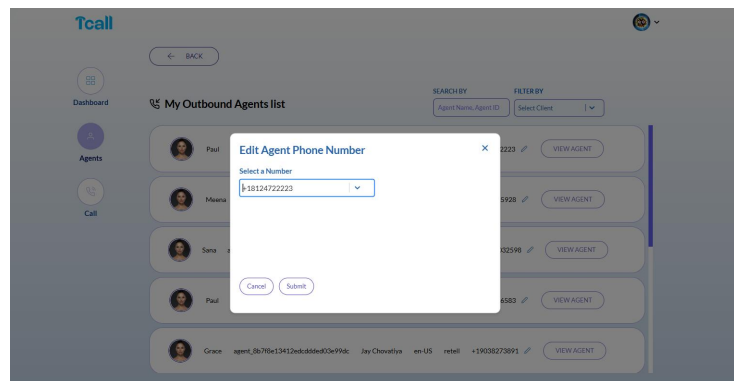 Tcall
BACK
Dashboard
My Outbound Agents list
SEARCH BY
FILTER BY
Agent Name, Agent ID
Select Client
Agents
Paul
2223
VIEW AGENT
Edit Agent Phone Number
Select a Number
+18124722223
Cancel
Submit
Call
Meena
5928
VIEW AGENT
Sana
32598
VIEW AGENT
Paul
6583
VIEW AGENT
Grace agent_8b7f8e13412edcddded03e99dc Jay Chovatiya en-US retell +19038273891 VIEW AGENT